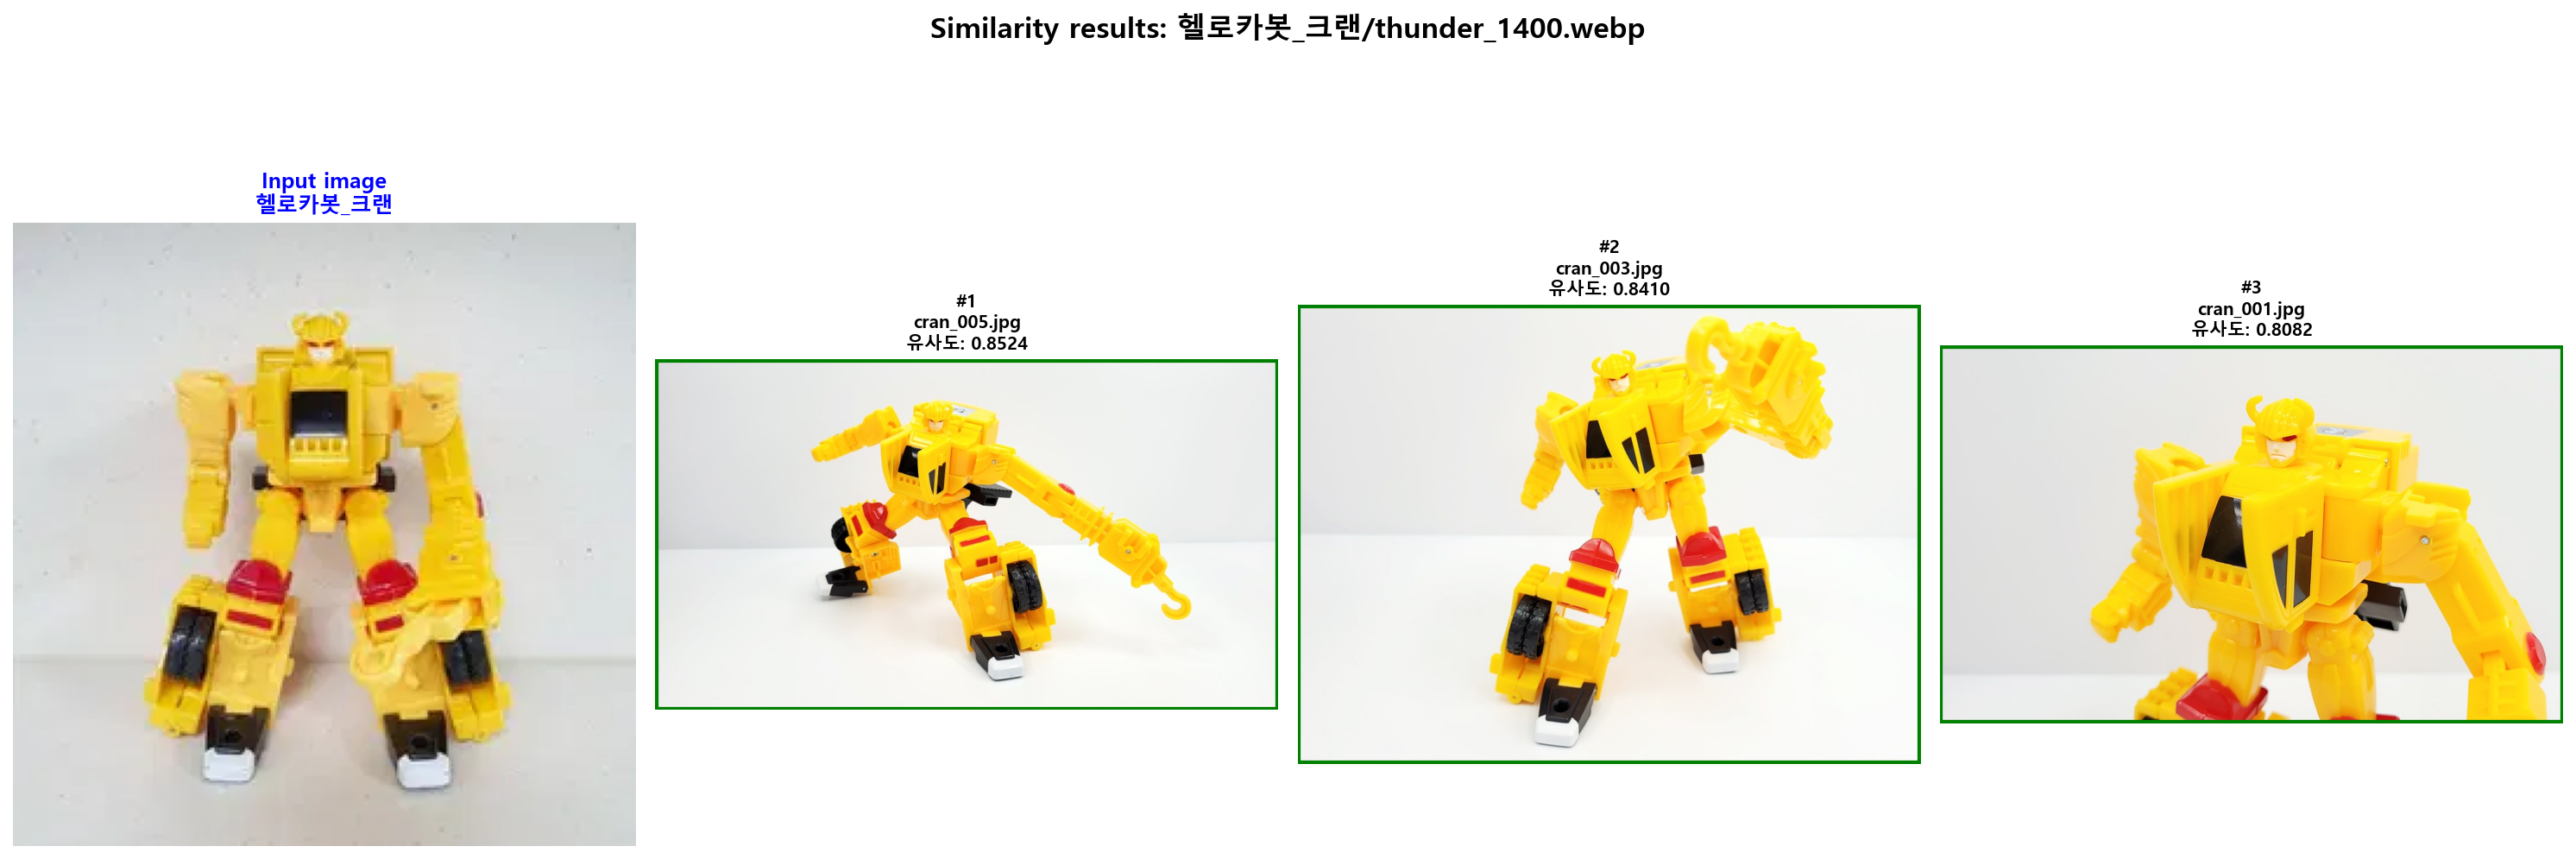 Similarity results: 헬로카봇_크랜/thunder_1400.webp
Input image
헬로카봇_크랜
#1
cran_005.jpg
유사도: 0.8524
#2
cran_003.jpg
유사도: 0.8410
#3
cran_001.jpg
유사도: 0.8082